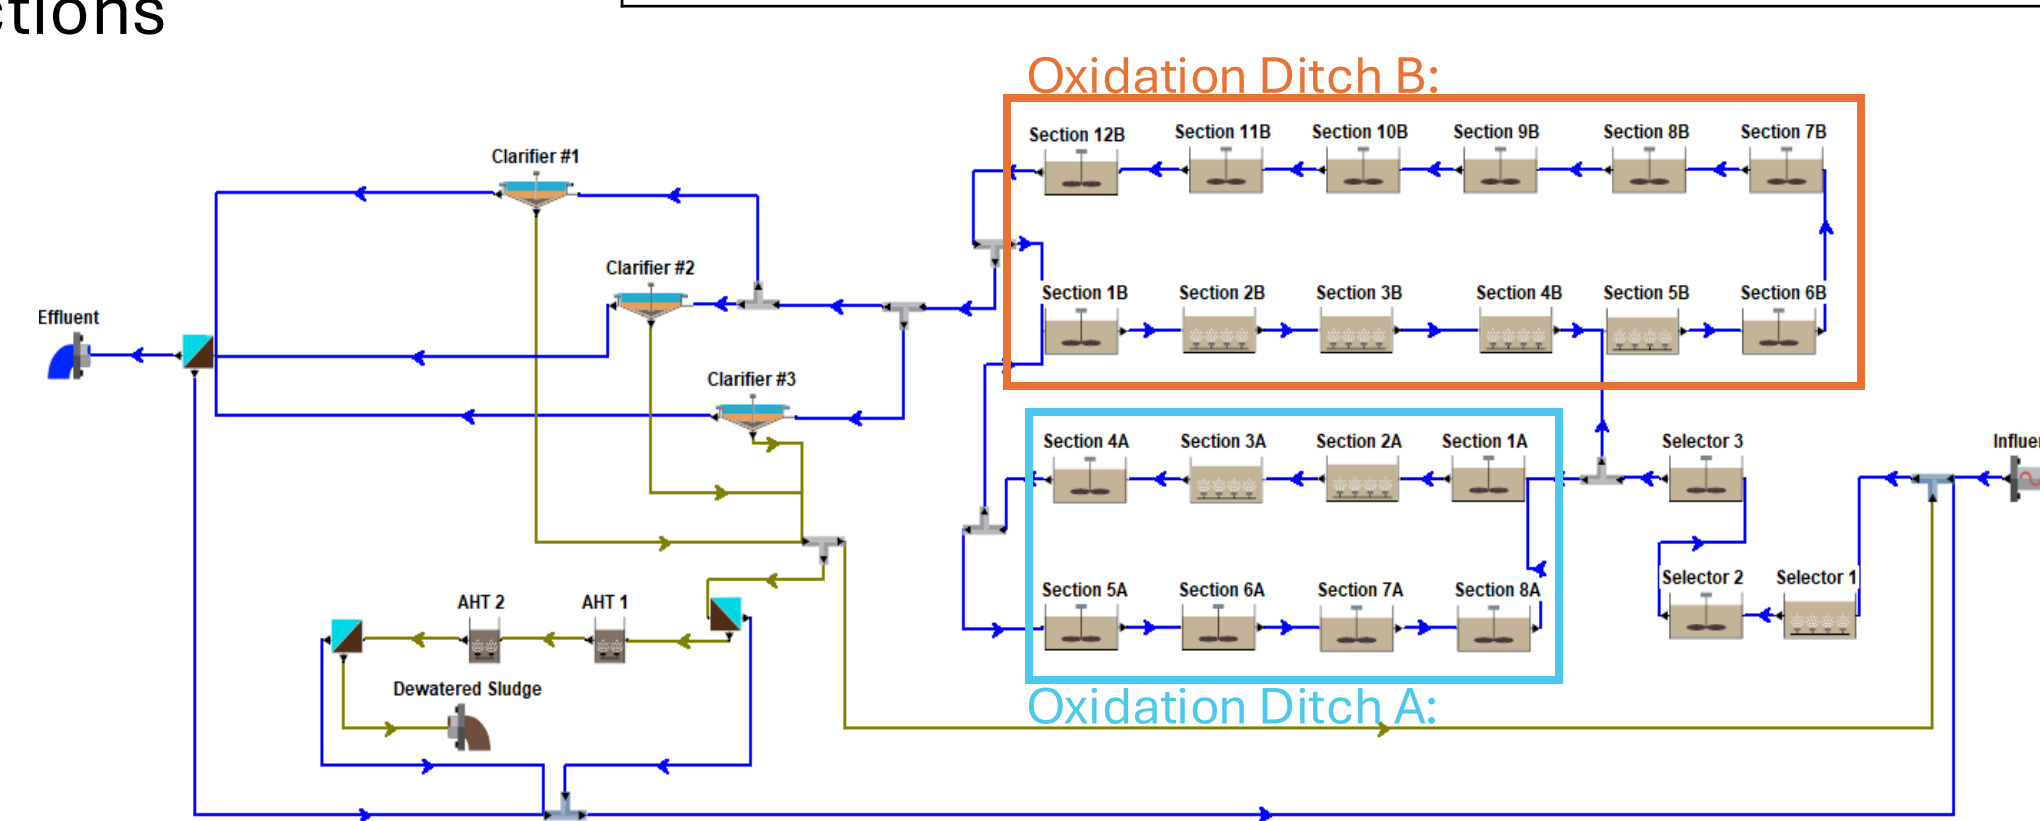 ctions
Oxidation Ditch B:
Section 12B
Section 11B
Section 10B
Section 9B
Section 8B
Section 7B
Clarifier #1
Clarifier #2
Section 1B
Section 2B
Section 3B
Section 4B
Section 5B
Section 6B
Effluent
Clarifier #3
Section 4A
Section 3A
Section 2A
Section 1A
Selector 3
Influe
Selector 2
Selector 1
Section 5A
Section 6A
Section 7A
Section 8A
AHT 2
AHT 1
Dewatered Sludge
Oxidation Ditch A: